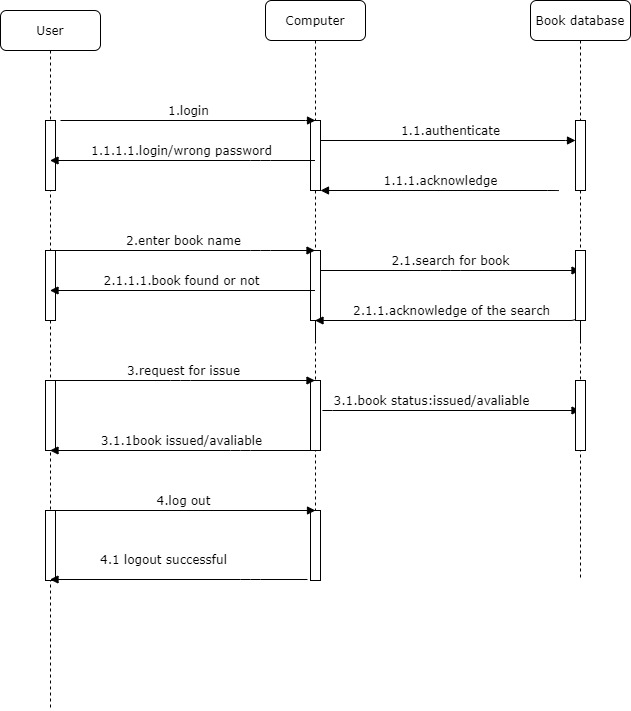 User
Computer
Book database
1.login
1.1.authenticate
1.1.1.1.login/wrong password
1.1.1.acknowledge
2.enter book name
2.1.search for book
2.1.1.1.book found or not
2.1.1.acknowledge of the search
3.request for issue
3.1.book status:issued/avaliable
3.1.1book issued/avaliable
4.log out
4.1 logout successful